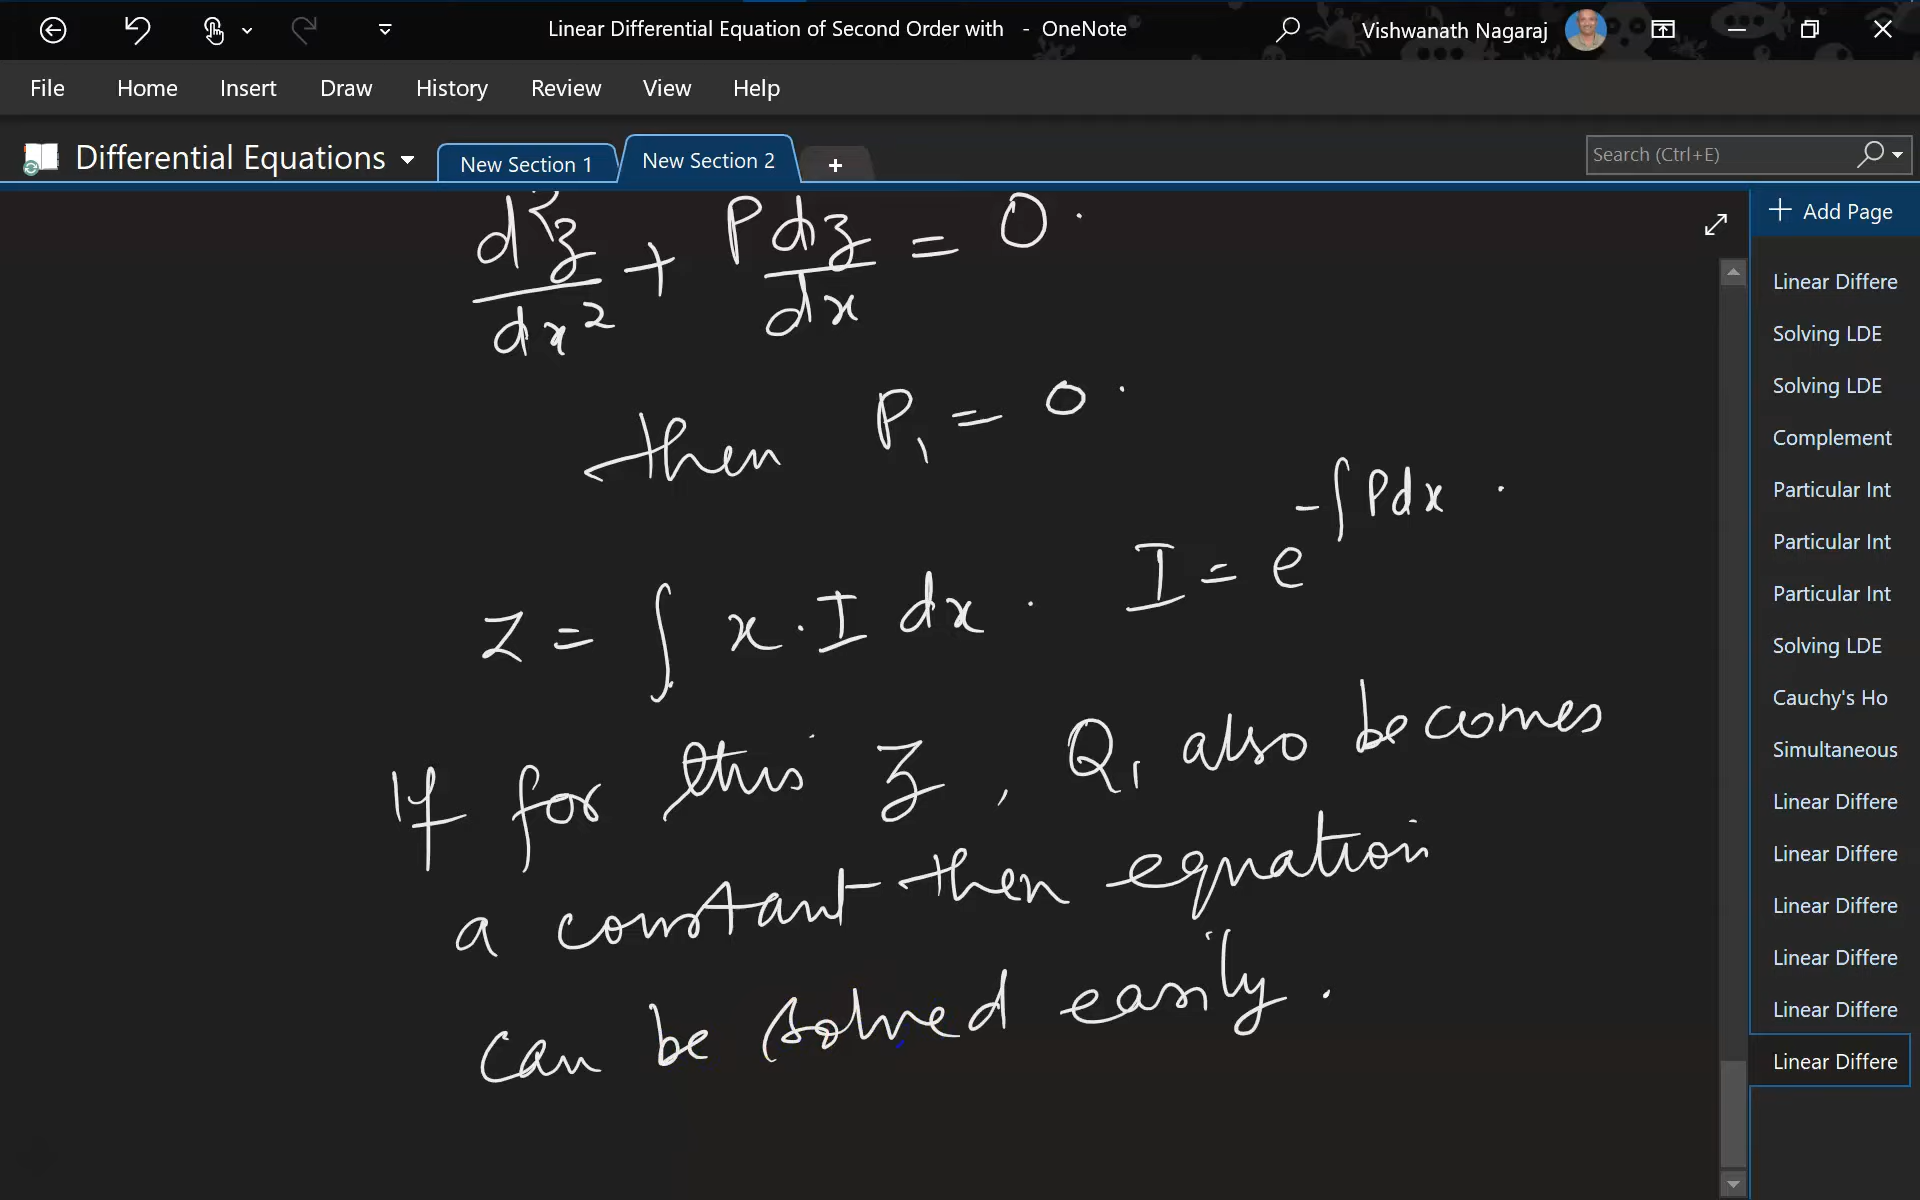 Linear Differential Equation of Second Order with - OneNote
Vishwanath Nagaraj
File Home Insert Draw History Review View Help
Differential Equations
New Section 1
New Section 2
+
Search (Ctrl+E)
Add Page
d²z/dx² + P dz/dx = 0.
then P₁ = 0.
z = ∫ x . I dx . I = e^(-∫Pdx) .
If for this z, Q₁ also becomes
a constant then equation
can be solved easily.
Linear Differe
Solving LDE
Solving LDE
Complement
Particular Int
Particular Int
Particular Int
Solving LDE
Cauchy's Ho
Simultaneous
Linear Differe
Linear Differe
Linear Differe
Linear Differe
Linear Differe
Linear Differe